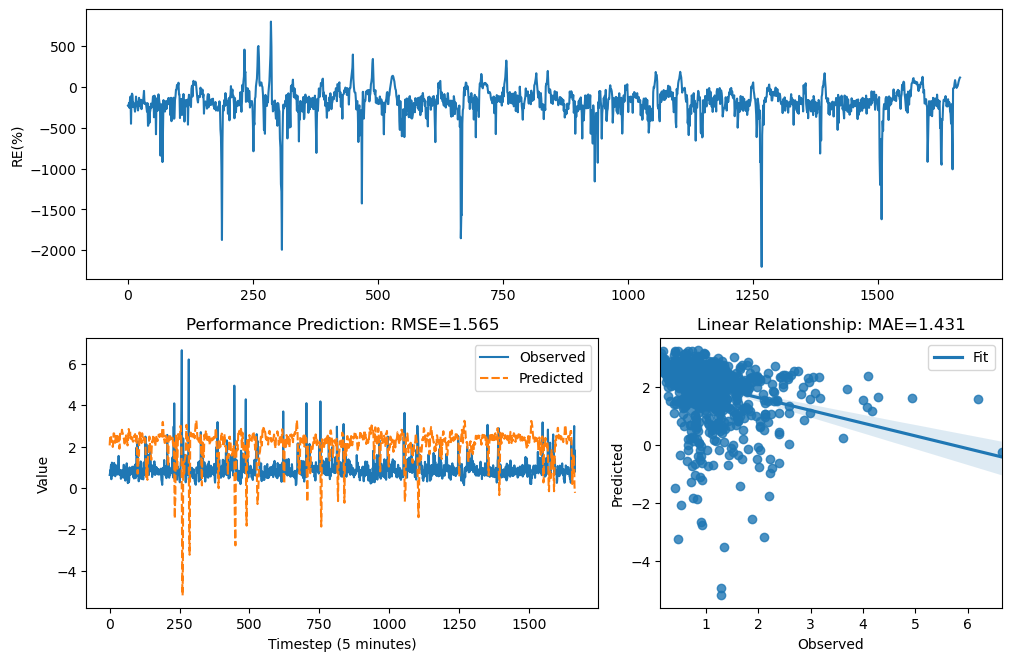 RE(%)
500
0
−500
−1000
−1500
−2000
0 250 500 750 1000 1250 1500
Performance Prediction: RMSE=1.565
Value
6
4
2
0
−2
−4
Observed
Predicted
0 250 500 750 1000 1250 1500
Timestep (5 minutes)
Linear Relationship: MAE=1.431
Predicted
2
0
−2
−4
Fit
1 2 3 4 5 6
Observed